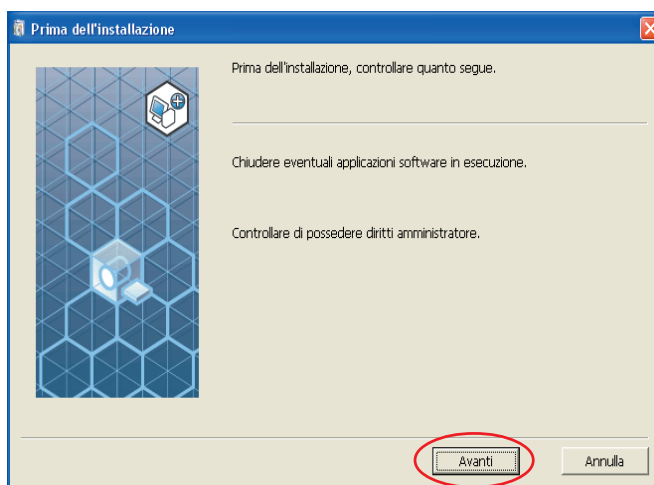 Prima dell'installazione
Prima dell'installazione, controllare quanto segue.
Chiudere eventuali applicazioni software in esecuzione.
Controllare di possedere diritti amministratore.
Avanti
Annulla